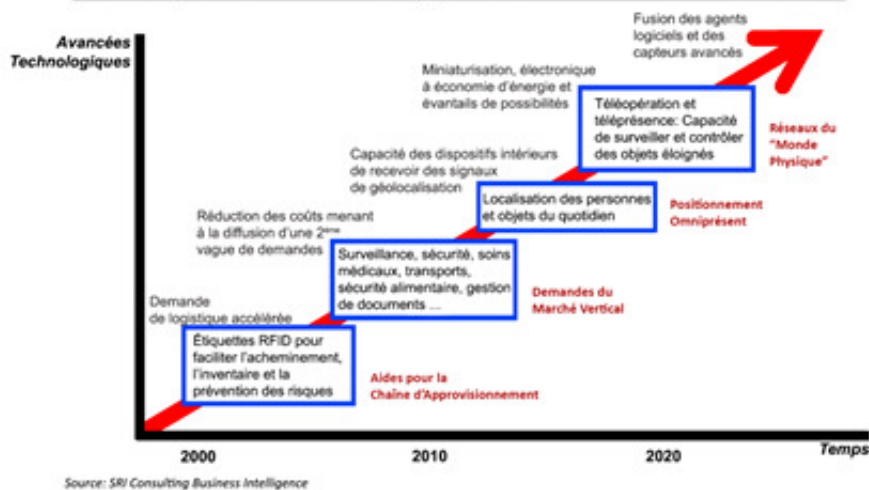 Avancées
Technologiques
Fusion des agents
logiciels et des
capteurs avancés
Miniaturisation, électronique
à économie d'énergie et
évantails de possibilités
Téléopération et
téléprésence: Capacité
de surveiller et contrôler
des objets éloignés
Réseaux du
"Monde
Physique"
Capacité des dispositifs intérieurs
de recevoir des signaux
de géolocalisation
Localisation des personnes
et objets du quotidien
Positionnement
Omniprésent
Réduction des coûts menant
à la diffusion d'une 2ème
vague de demandes
Surveillance, sécurité, soins
médicaux, transports,
sécurité alimentaire, gestion
de documents ...
Demandes du
Marché Vertical
Demande
de logistique accélérée
Étiquettes RFID pour
faciliter l'acheminement,
l'inventaire et la
prévention des risques
Aides pour la
Chaîne d'Approvisionnement
2000
2010
2020
Temps
Source: SRI Consulting Business Intelligence